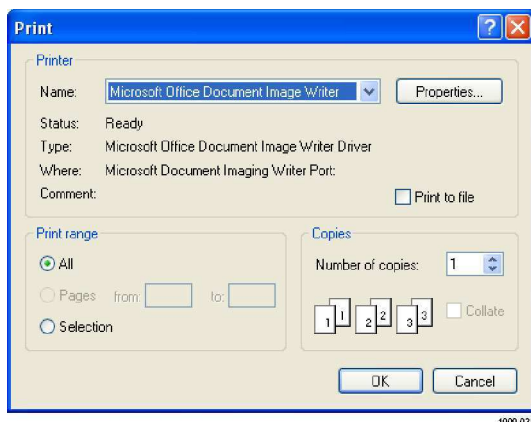 Print
Printer
Name: Microsoft Office Document Image Writer Properties...
Status: Ready
Type: Microsoft Office Document Image Writer Driver
Where: Microsoft Document Imaging Writer Port:
Comment: Print to file
Print range
All
Pages from: to:
Selection
Copies
Number of copies: 1
1 1 2 2 3 3 Collate
OK Cancel